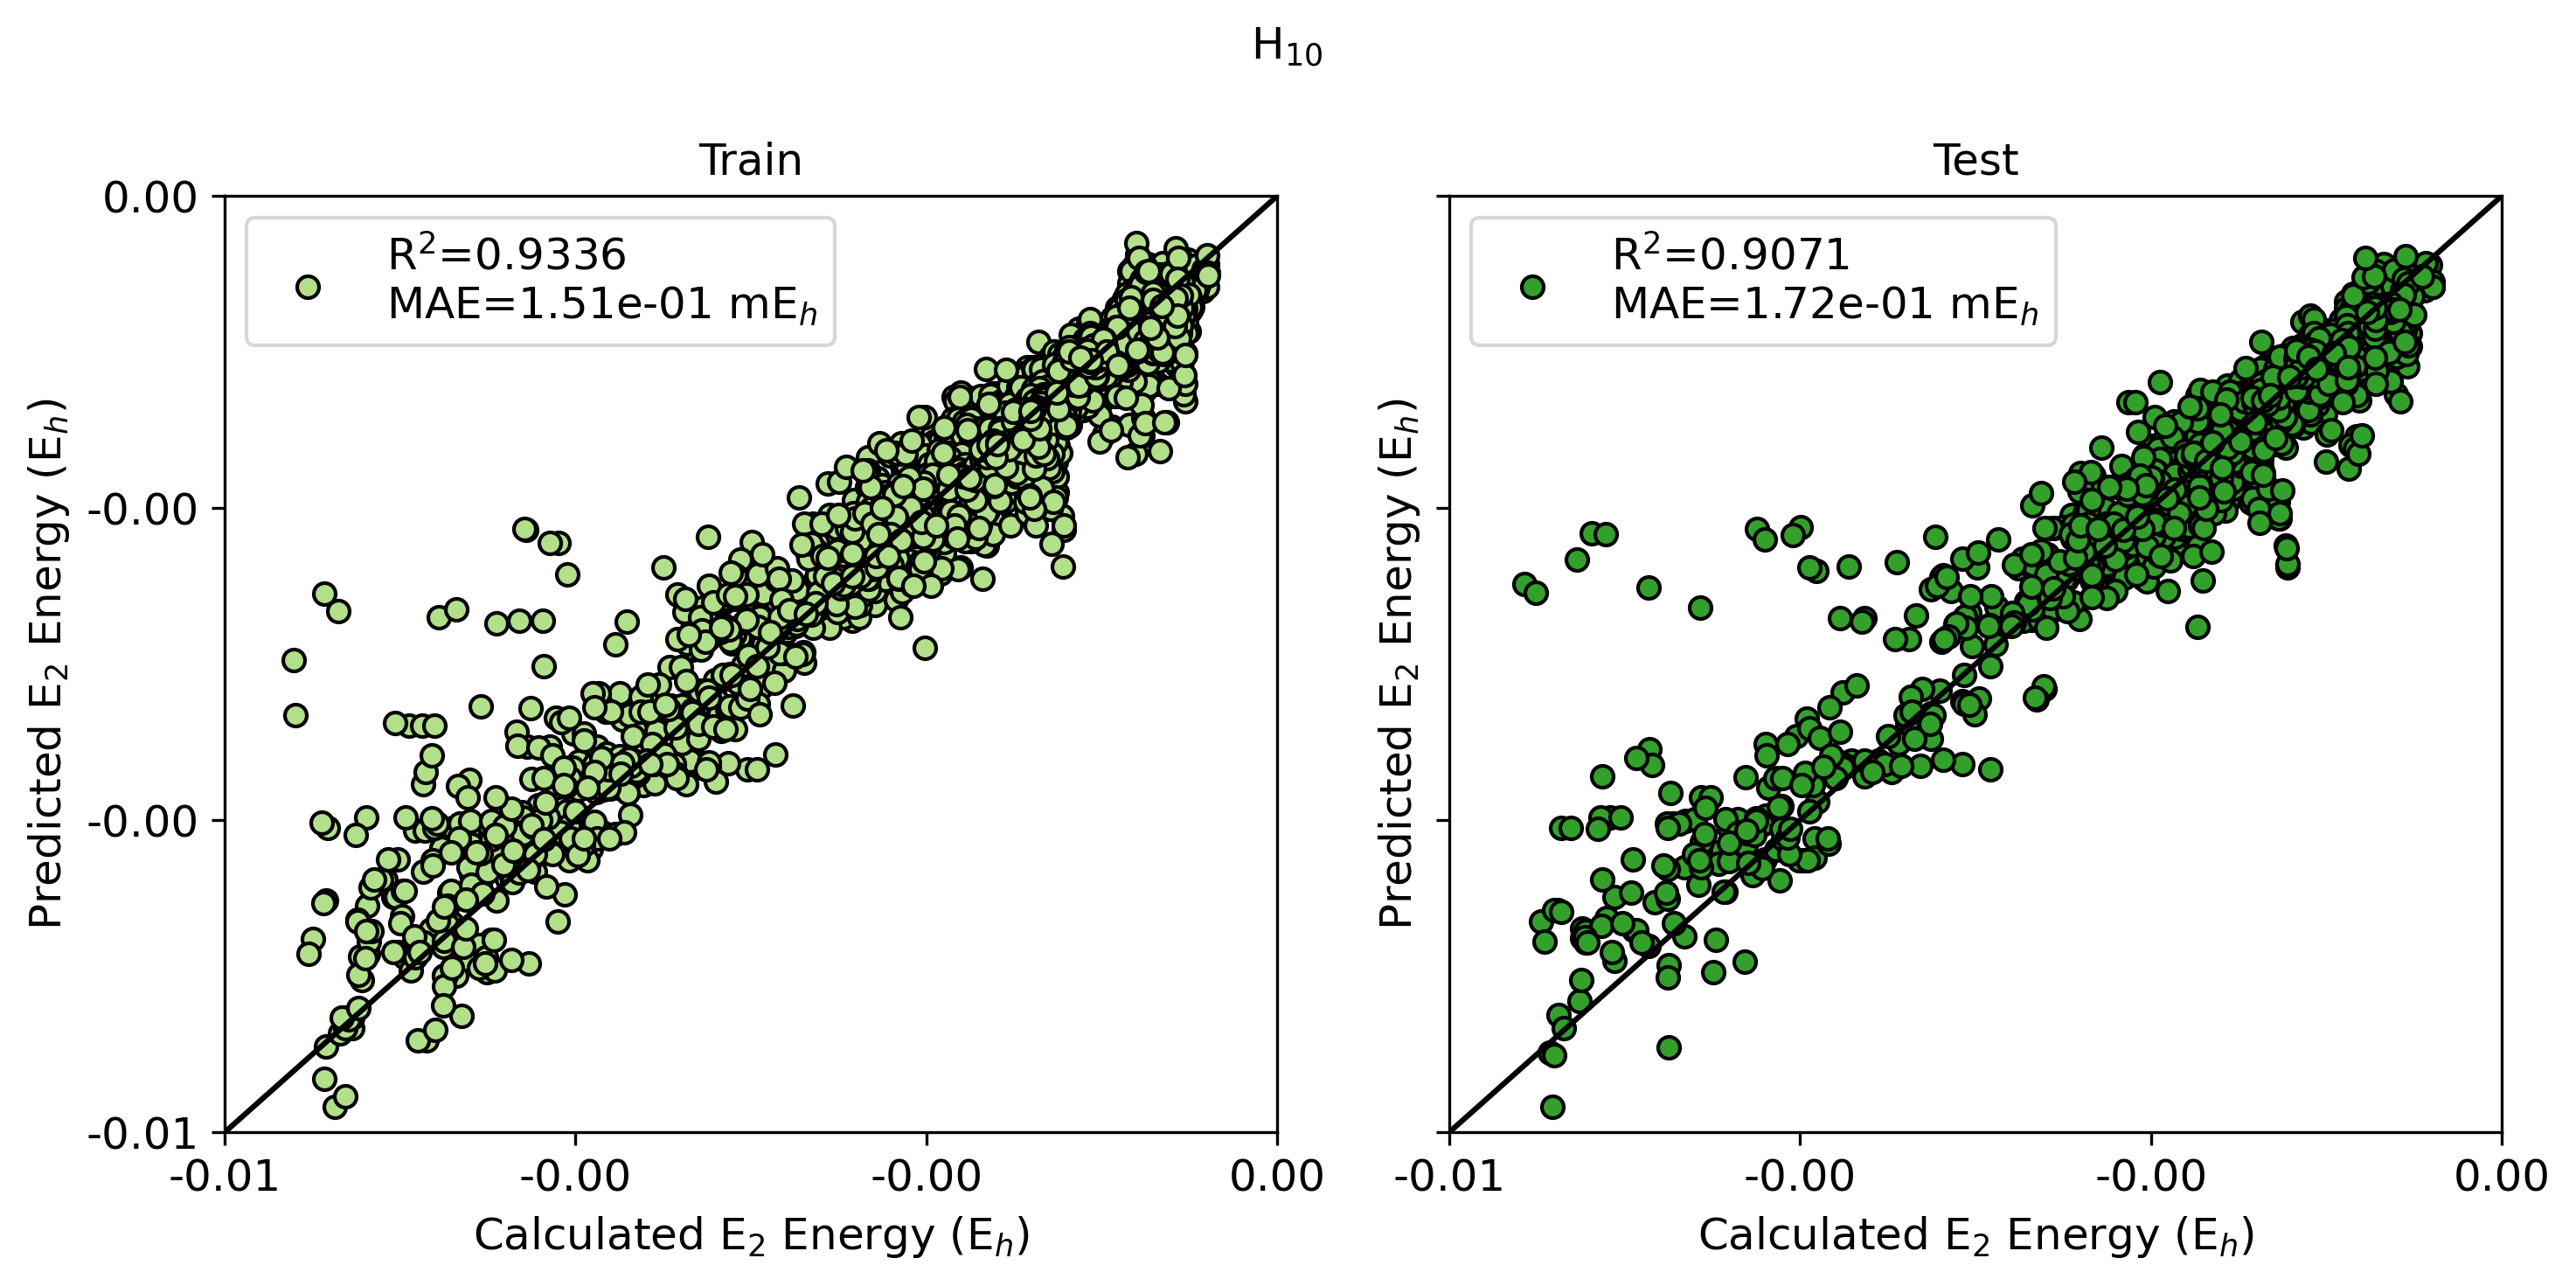 H₁₀
Train
Test
R²=0.9336
MAE=1.51e-01 mEₕ
R²=0.9071
MAE=1.72e-01 mEₕ
Predicted E₂ Energy (Eₕ)
0.00
-0.00
-0.00
-0.01
Predicted E₂ Energy (Eₕ)
-0.01 -0.00 -0.00 0.00
-0.01 -0.00 -0.00 0.00
Calculated E₂ Energy (Eₕ)
Calculated E₂ Energy (Eₕ)